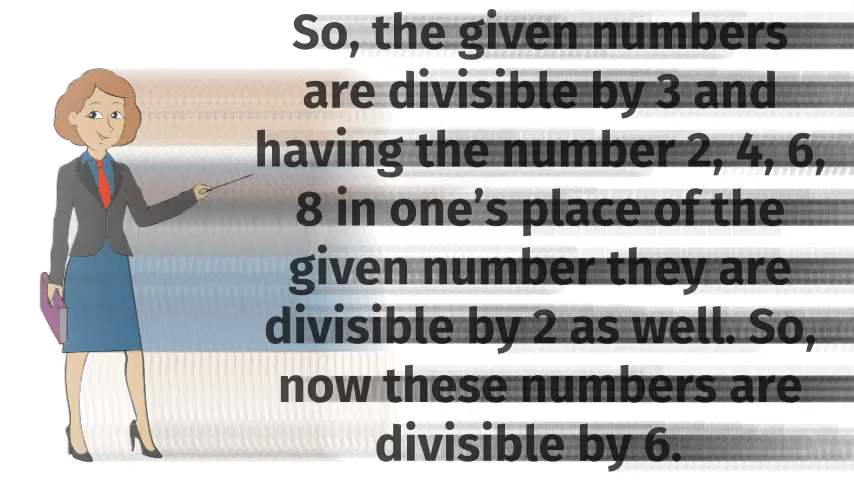 So, the given numbers
are divisible by 3 and
having the number 2, 4, 6,
8 in one’s place of the
given number they are
divisible by 2 as well. So,
now these numbers are
divisible by 6.